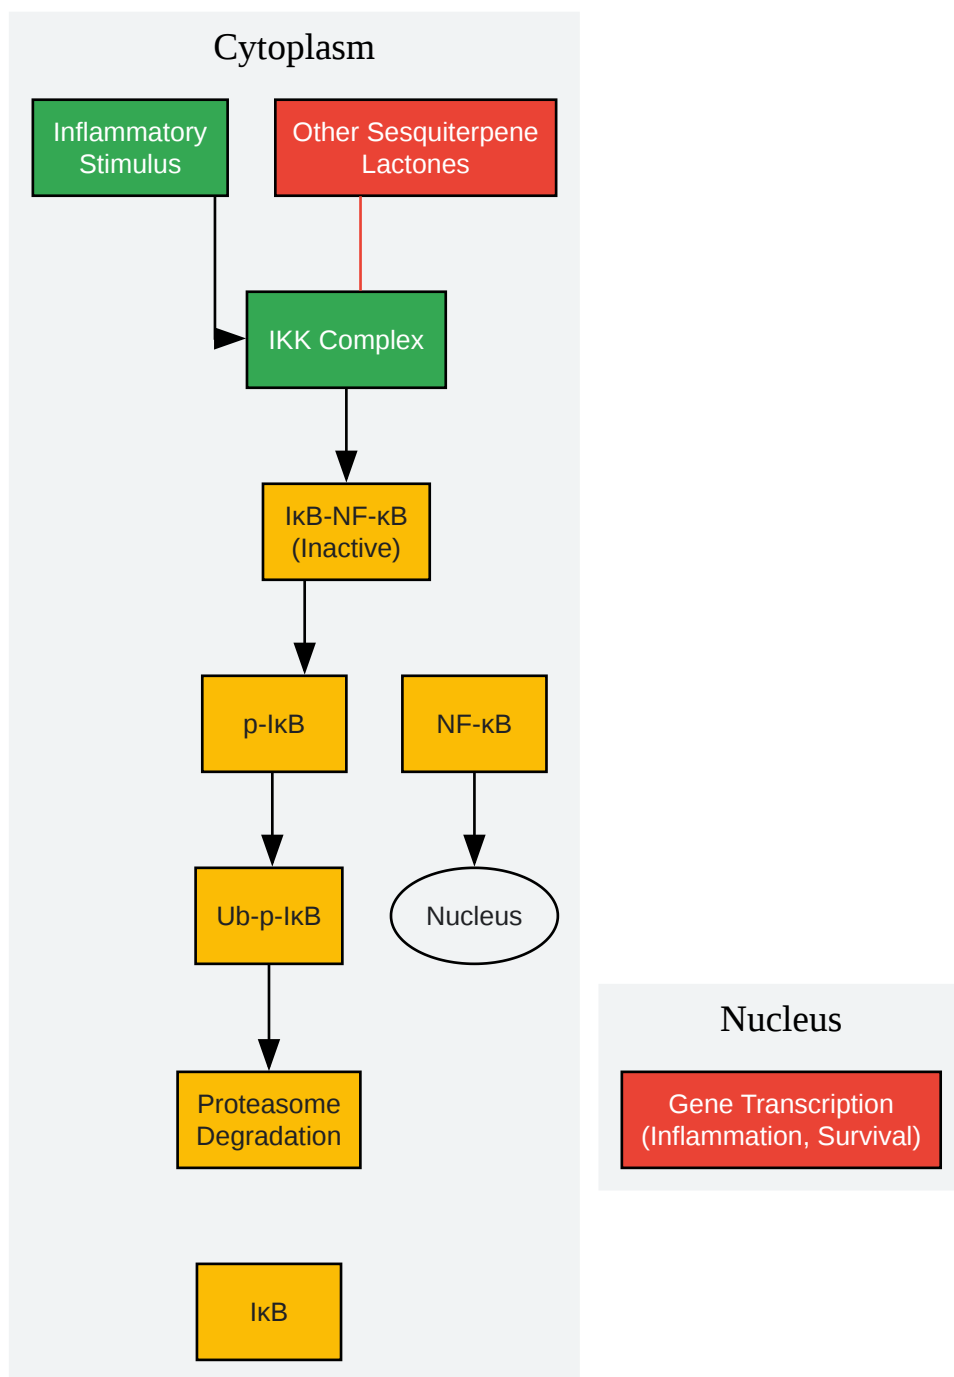 Cytoplasm
Inflammatory
Stimulus
Other Sesquiterpene
Lactones
IKK Complex
IκB-NF-κB
(Inactive)
p-IκB
NF-κB
Ub-p-IκB
Nucleus
Nucleus
Proteasome
Degradation
Gene Transcription
(Inflammation, Survival)
IκB